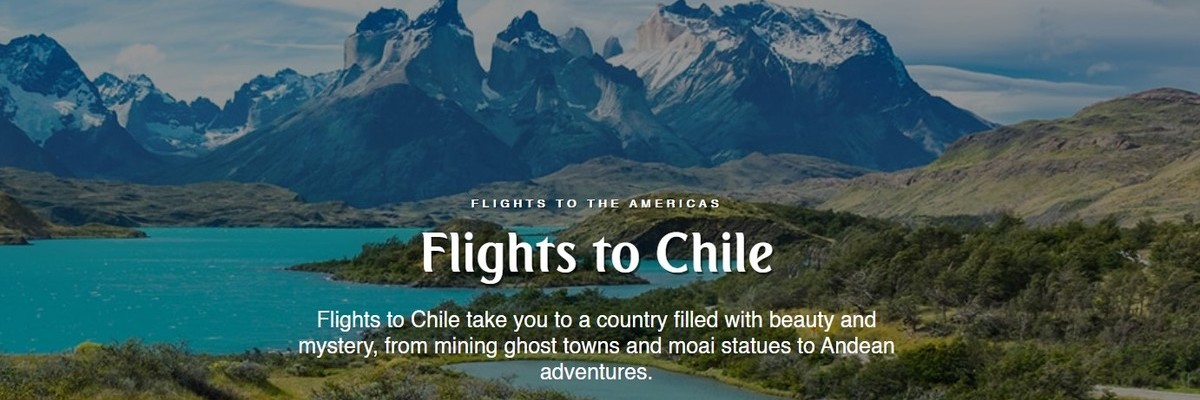 FLIGHTS TO THE AMERICAS
Flights to Chile
Flights to Chile take you to a country filled with beauty and
mystery, from mining ghost towns and moai statues to Andean
adventures.